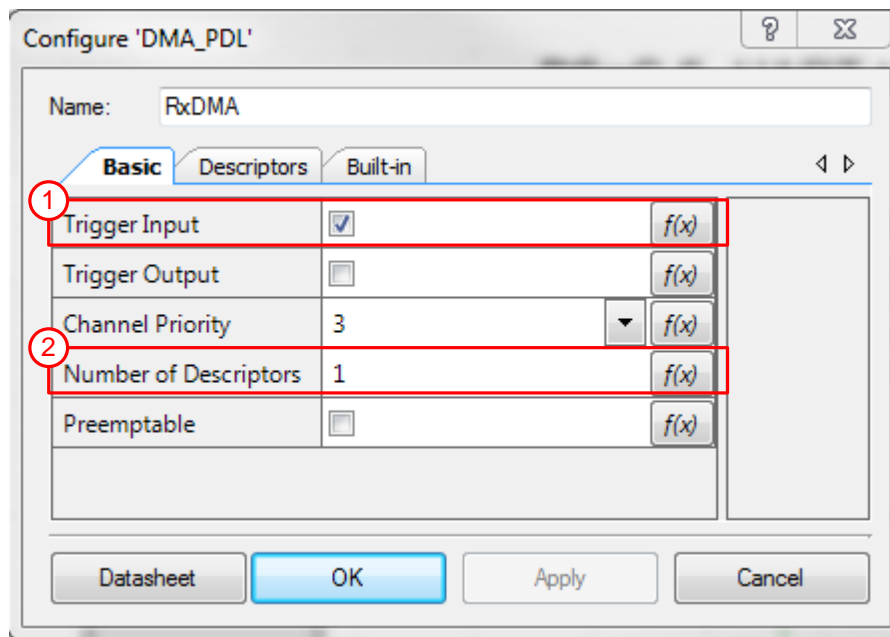 Configure 'DMA_PDL'
Name: RxDMA
Basic Descriptors Built-in
1
Trigger Input f(x)
Trigger Output f(x)
Channel Priority 3 f(x)
2
Number of Descriptors 1 f(x)
Preemptable f(x)
Datasheet OK Apply Cancel